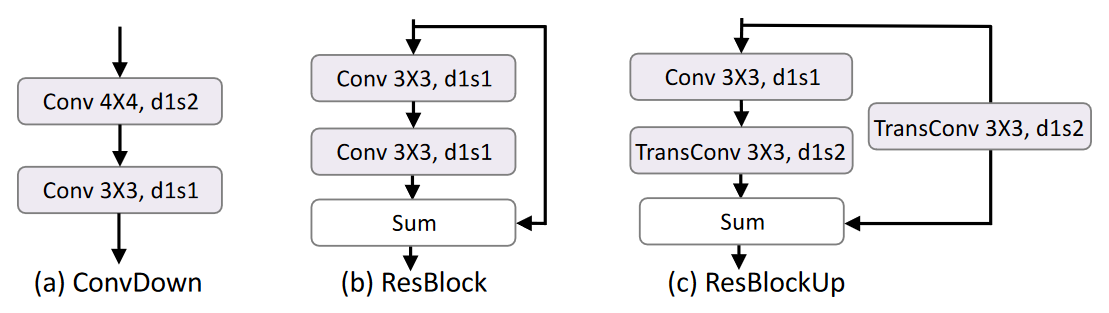 Conv 4X4, d1s2
Conv 3X3, d1s1
(a) ConvDown
Conv 3X3, d1s1
Conv 3X3, d1s1
Sum
(b) ResBlock
Conv 3X3, d1s1
TransConv 3X3, d1s2
TransConv 3X3, d1s2
Sum
(c) ResBlockUp